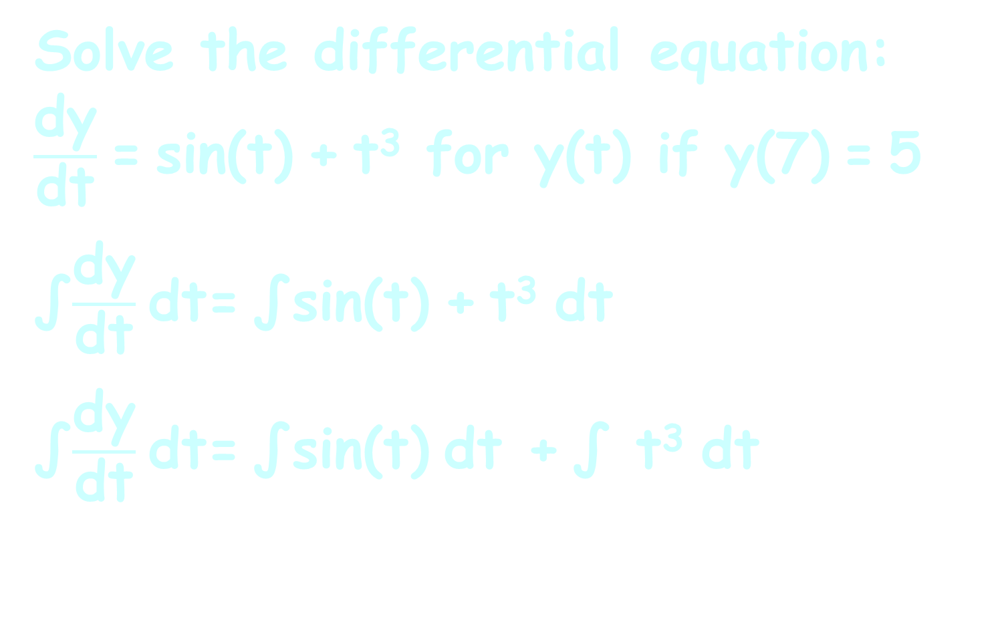 Solve the differential equation:
dy/dt = sin(t) + t³ for y(t) if y(7) = 5
∫dy/dt dt= ∫sin(t) + t³ dt
∫dy/dt dt= ∫sin(t) dt + ∫ t³ dt